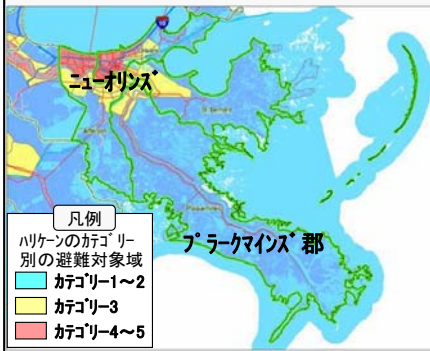 ニューオリンズ
プラークマインズ郡
凡例
ハリケーンのカテゴリー
別の避難対象域
カテゴリー1～2
カテゴリー3
カテゴリー4～5